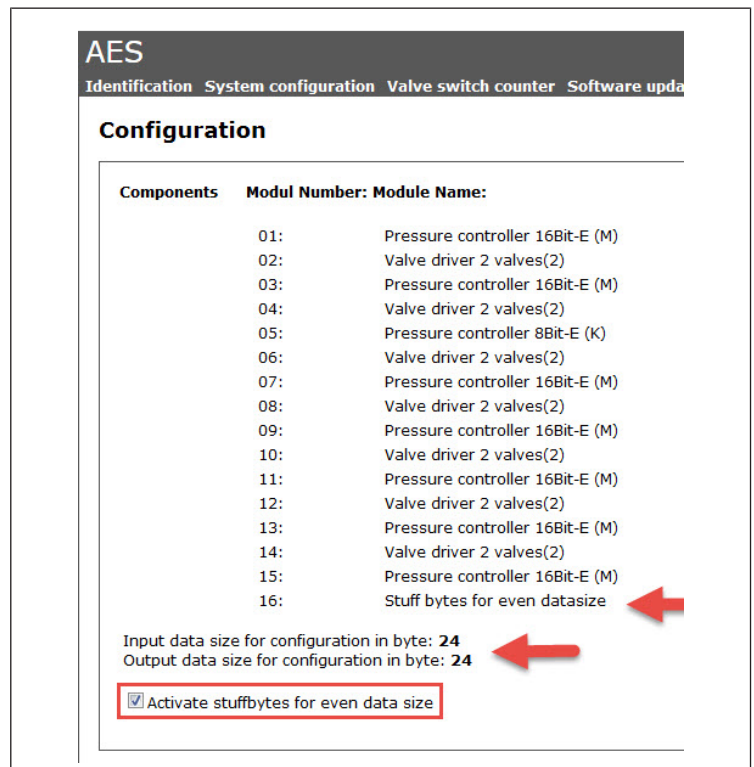 AES
Identification System configuration Valve switch counter Software upda
Configuration
Components Modul Number: Module Name:
01: Pressure controller 16Bit-E (M)
02: Valve driver 2 valves(2)
03: Pressure controller 16Bit-E (M)
04: Valve driver 2 valves(2)
05: Pressure controller 8Bit-E (K)
06: Valve driver 2 valves(2)
07: Pressure controller 16Bit-E (M)
08: Valve driver 2 valves(2)
09: Pressure controller 16Bit-E (M)
10: Valve driver 2 valves(2)
11: Pressure controller 16Bit-E (M)
12: Valve driver 2 valves(2)
13: Pressure controller 16Bit-E (M)
14: Valve driver 2 valves(2)
15: Pressure controller 16Bit-E (M)
16: Stuff bytes for even datasize
Input data size for configuration in byte: 24
Output data size for configuration in byte: 24
Activate stuffbytes for even data size